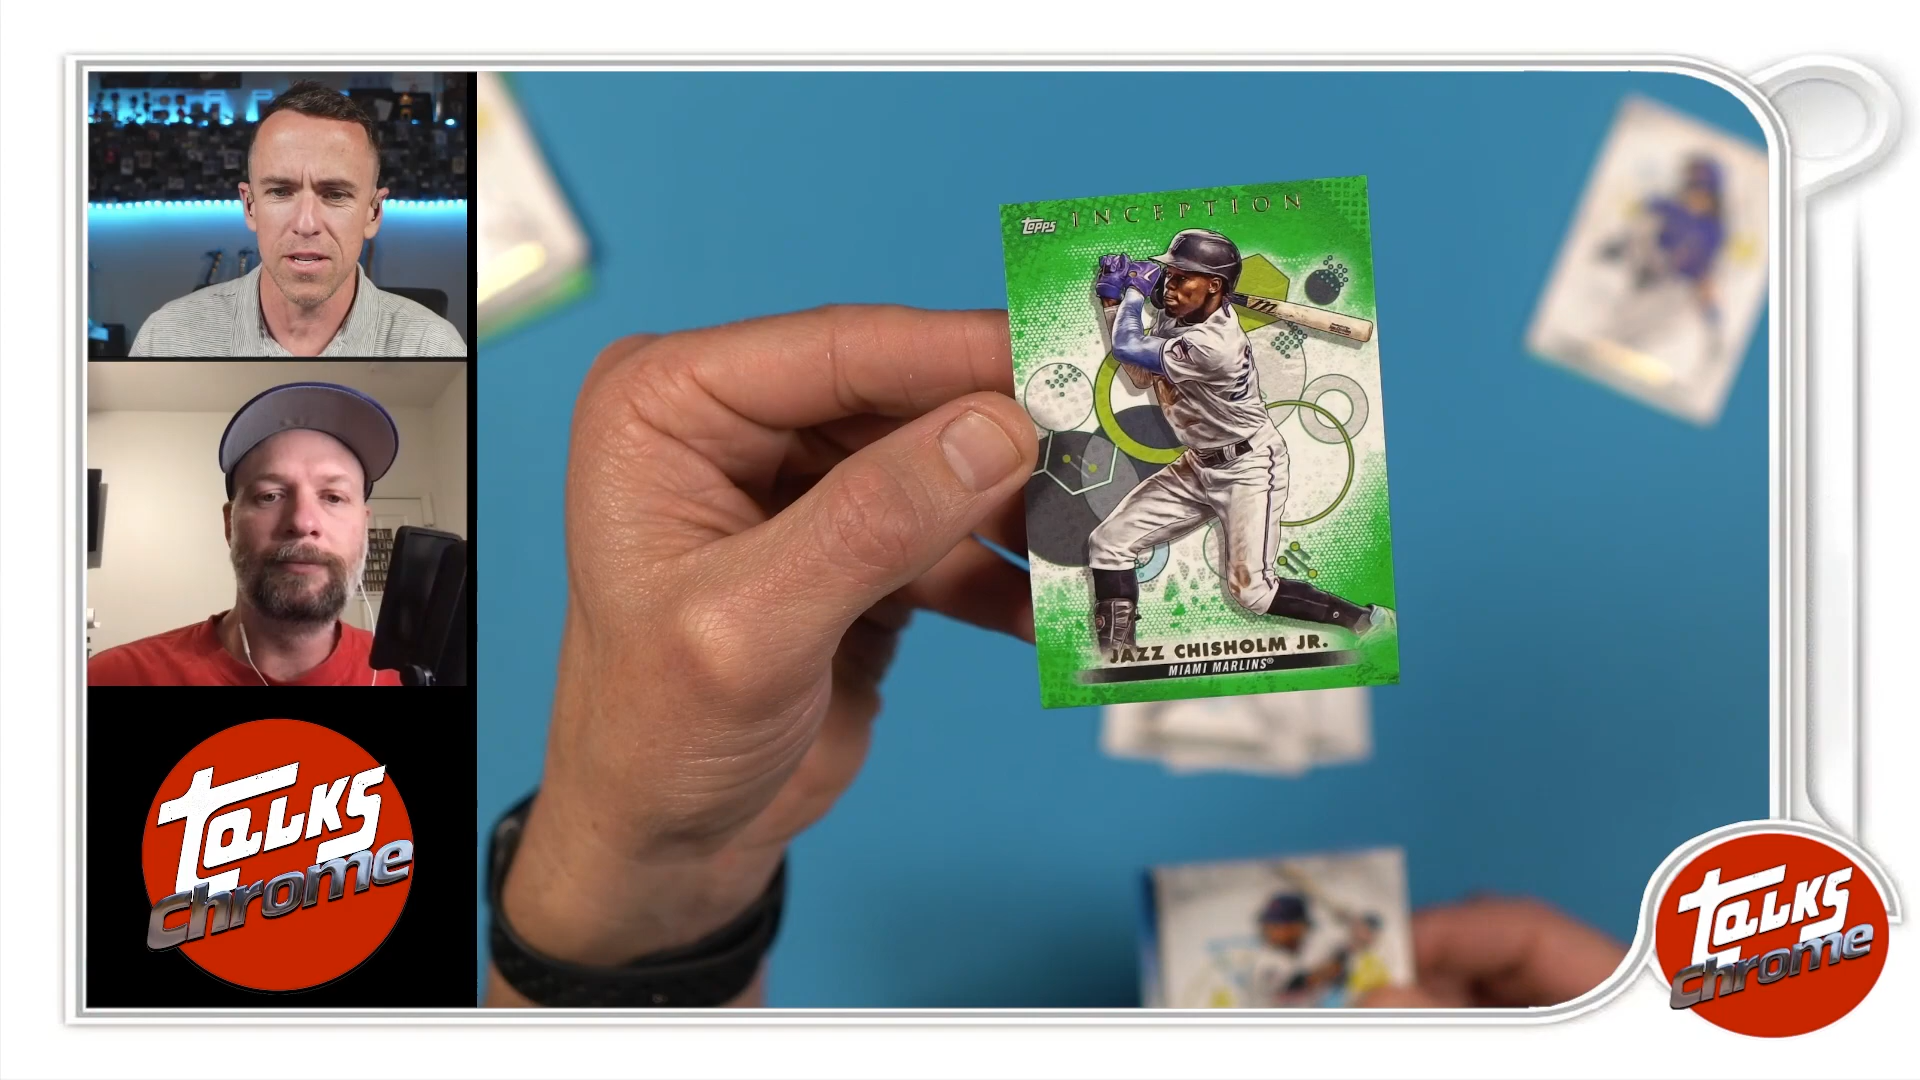 Topps INCEPTION
JAZZ CHISHOLM JR.
MIAMI MARLINS®
Talks
Chrome
Talks
Chrome